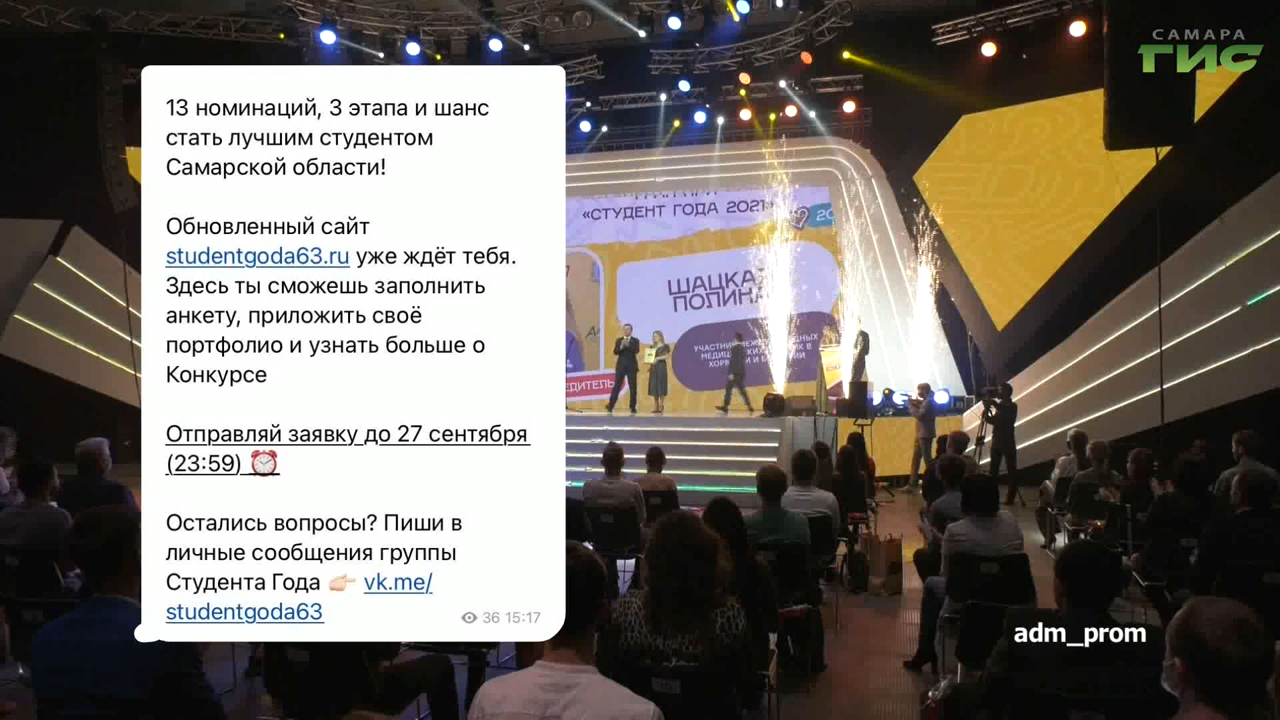 13 номинаций, 3 этапа и шанс
стать лучшим студентом
Самарской области!
Обновленный сайт
studentgoda63.ru уже ждёт тебя.
Здесь ты сможешь заполнить
анкету, приложить своё
портфолио и узнать больше о
Конкурсе
Отправляй заявку до 27 сентября
(23:59) ⏰
Остались вопросы? Пиши в
личные сообщения группы
Студента Года 👉🏻 vk.me/
studentgoda63
36 15:17
САМАРА
ГИС
«СТУДЕНТ ГОДА 2021»
ШАЦКА
ПОЛИНА
adm_prom